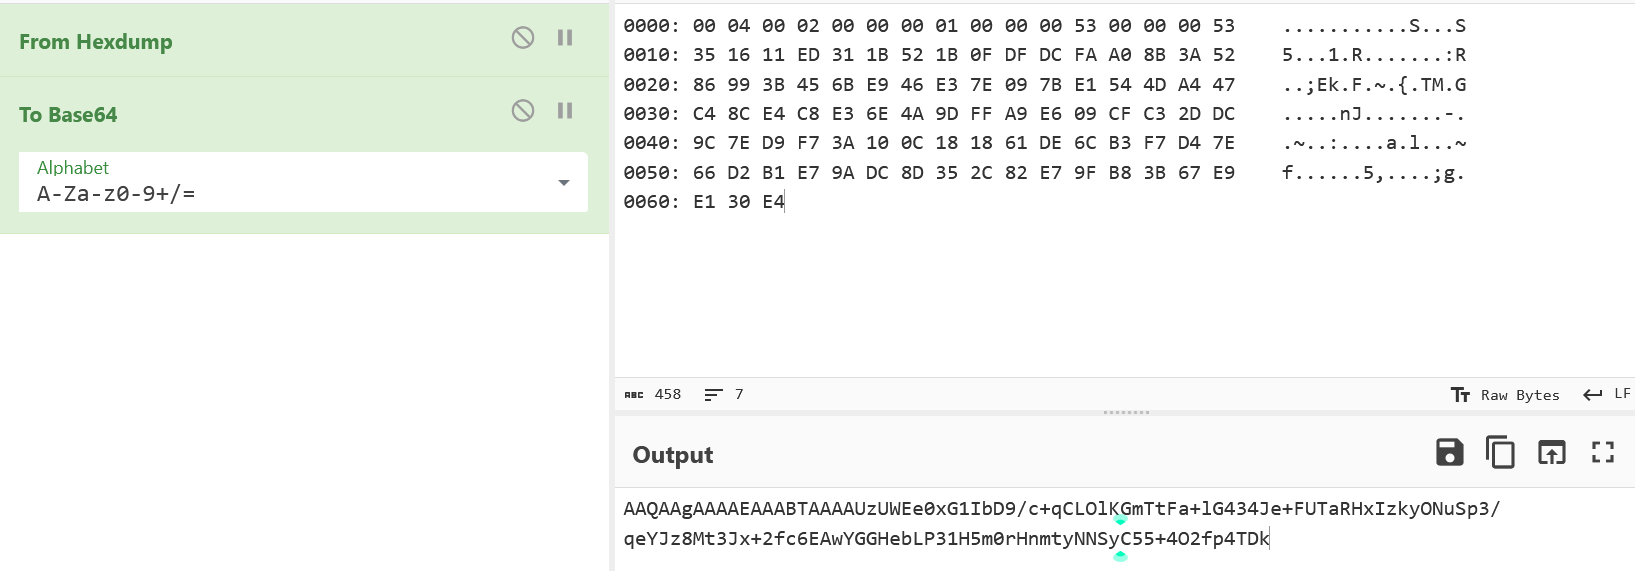 From Hexdump
To Base64
Alphabet
A-Za-z0-9+/=
0000: 00 04 00 02 00 00 00 01 00 00 00 53 00 00 00 53    ...........S...S
0010: 35 16 11 ED 31 1B 52 1B 0F DF DC FA A0 8B 3A 52    5...1.R.......:R
0020: 86 99 3B 45 6B E9 46 E3 7E 09 7B E1 54 4D A4 47    ..;Ek.F.~.{.TM.G
0030: C4 8C E4 C8 E3 6E 4A 9D FF A9 E6 09 CF C3 2D DC    .....nJ.......-.
0040: 9C 7E D9 F7 3A 10 0C 18 18 61 DE 6C B3 F7 D4 7E    .~..:....a.l...~
0050: 66 D2 B1 E7 9A DC 8D 35 2C 82 E7 9F B8 3B 67 E9    f......5,....;g.
0060: E1 30 E4
ABC 458 7 Raw Bytes LF
Output
AAQAAgAAAAEAAABTAAAAUzUWEe0xG1IbD9/c+qCLOlKGmTtFa+lG434Je+FUTaRHxIzkyONuSp3/
qeYJz8Mt3Jx+2fc6EAwYGGHebLP31H5m0rHnmtyNNSyC55+4O2fp4TDk